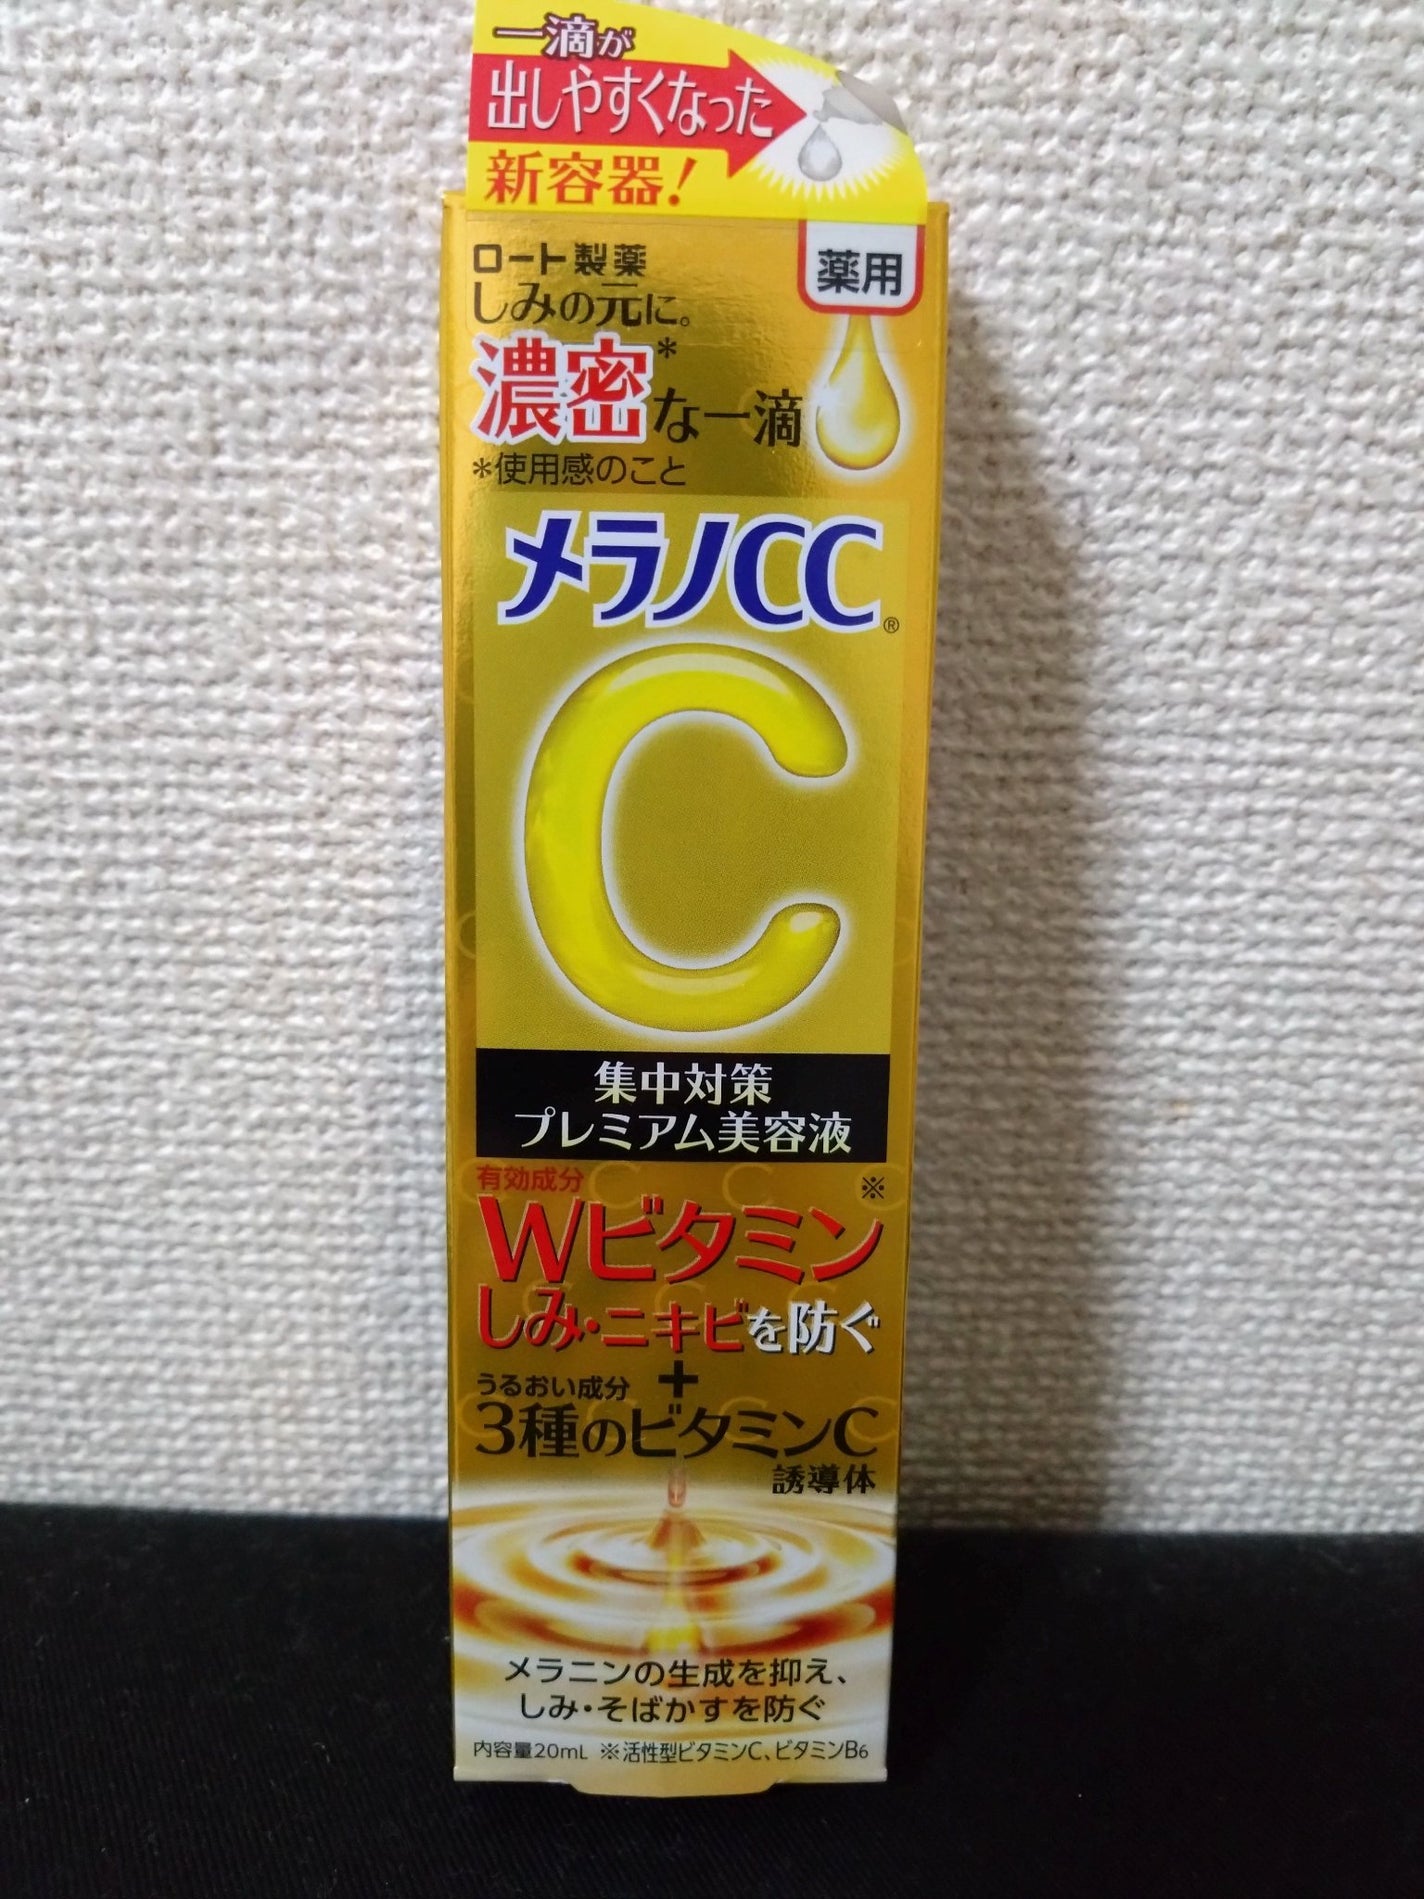 一滴が
出しやすくなった
新容器!
ロート製薬
薬用
しみの元に。
濃密*な一滴
*使用感のこと
メラノCC®
C
集中対策
プレミアム美容液
有効成分
Wビタミン※
しみ・ニキビを防ぐ
+
うるおい成分
3種のビタミンC
誘導体
メラニンの生成を抑え、
しみ・そばかすを防ぐ
内容量20mL ※活性型ビタミンC、ビタミンB6